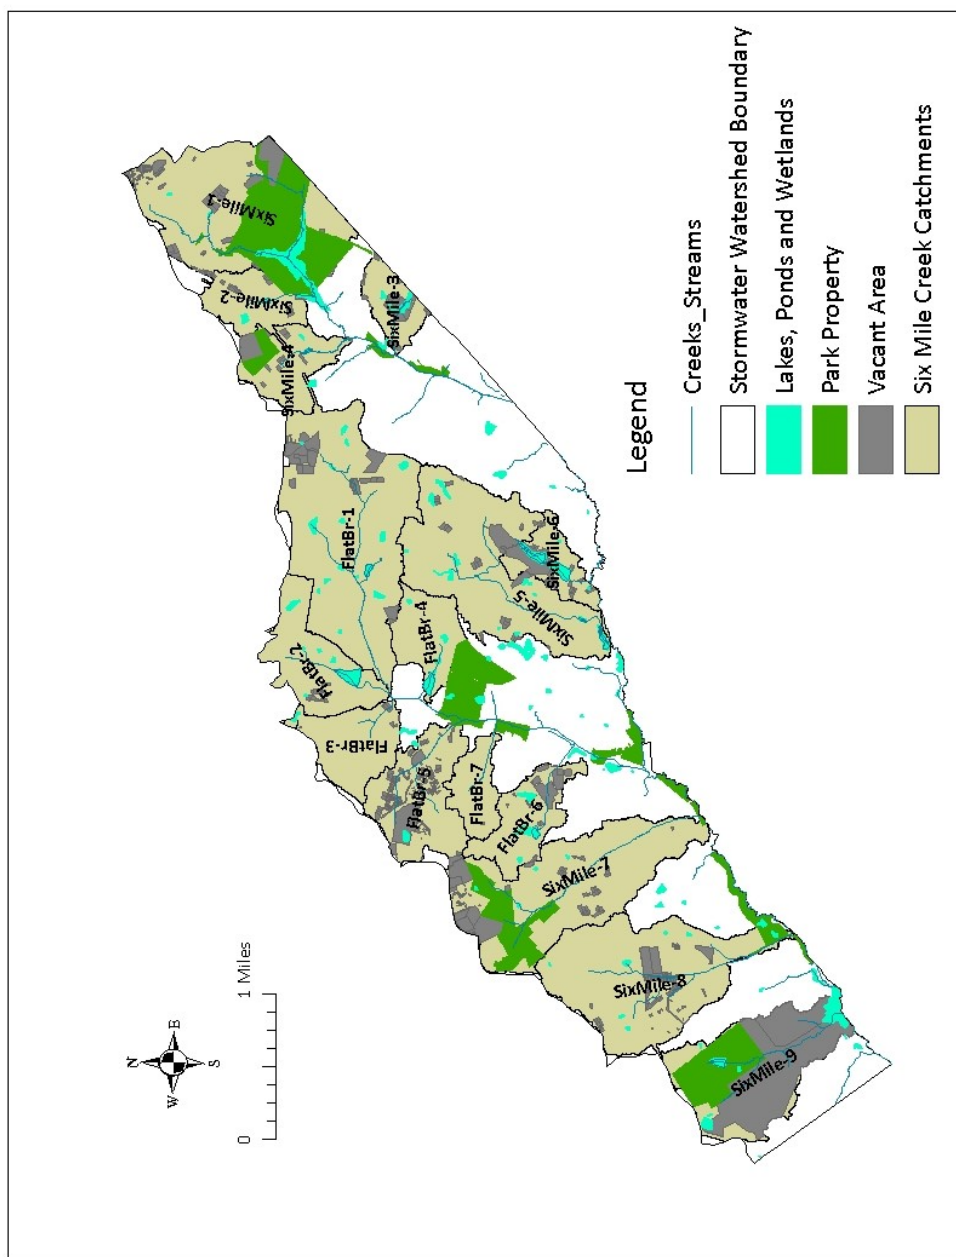 N
W
E
S
0
1 Miles
SixMile-1
SixMile-2
SixMile-3
SixMile-4
FlatBr-1
FlatBr-2
FlatBr-3
FlatBr-4
FlatBr-5
FlatBr-7
FlatBr-6
SixMile-6
SixMile-5
SixMile-7
SixMile-8
SixMile-9
Legend
Creeks_Streams
Stormwater Watershed Boundary
Lakes, Ponds and Wetlands
Park Property
Vacant Area
Six Mile Creek Catchments